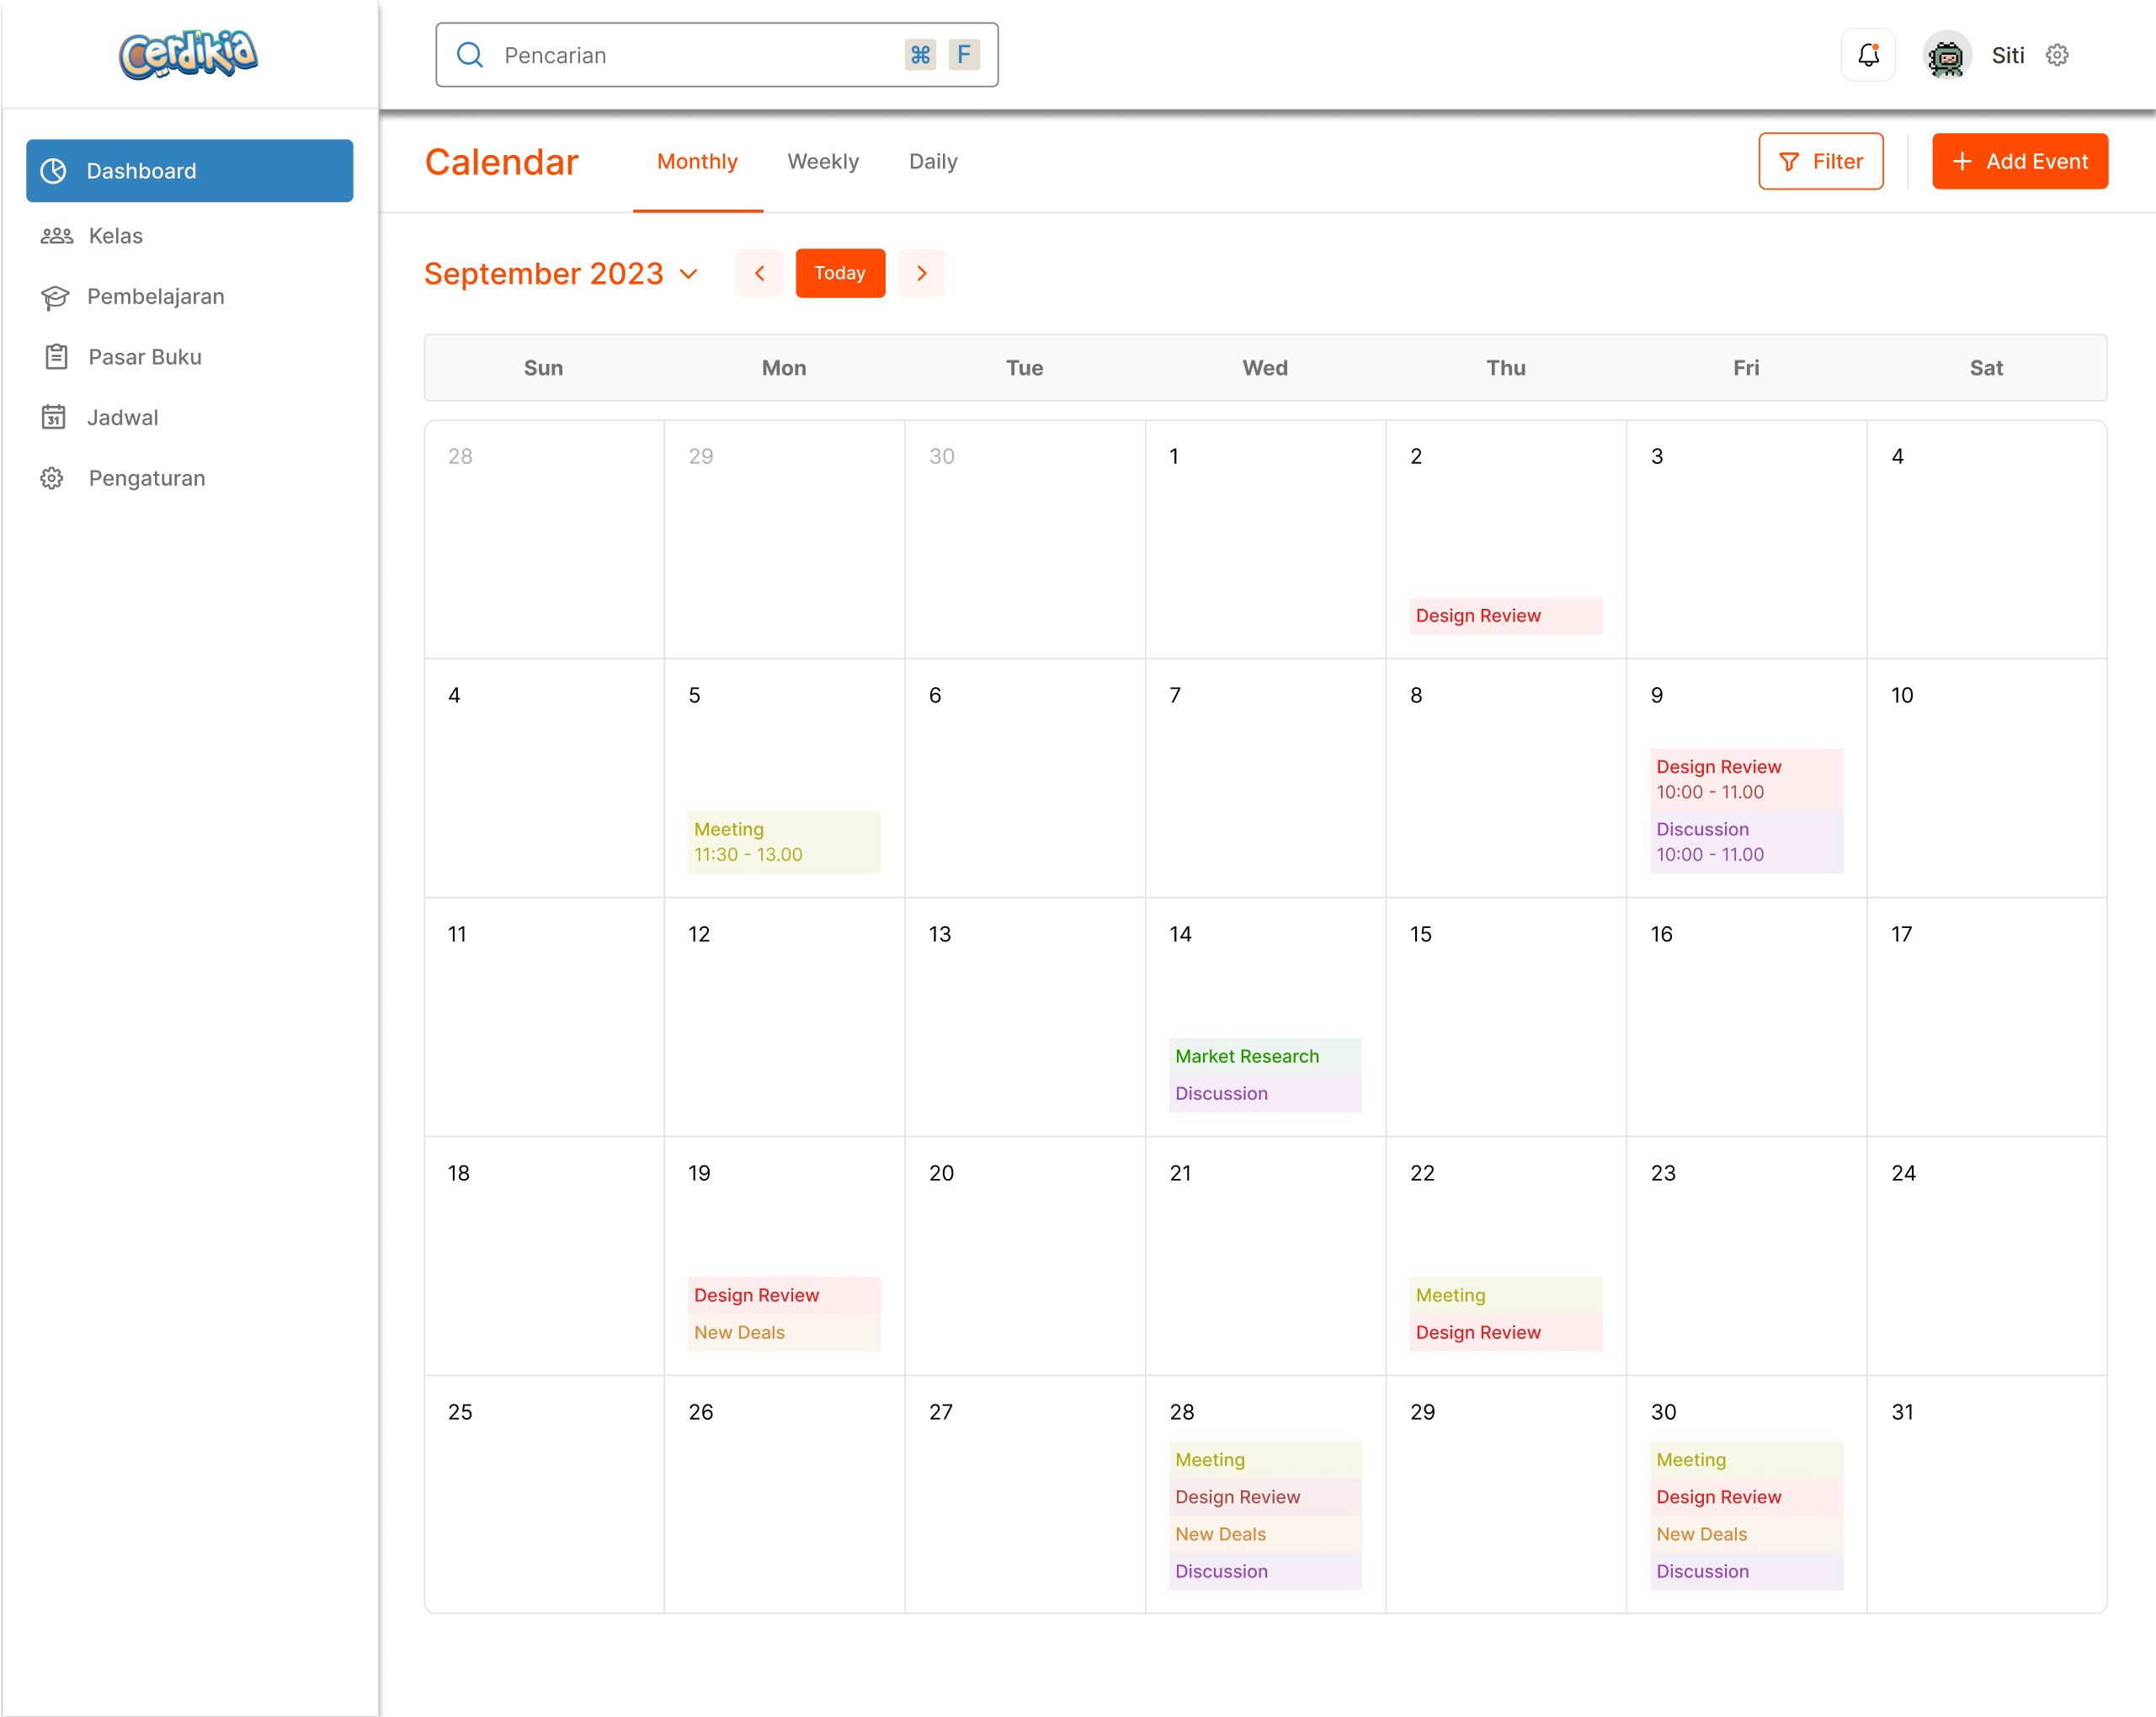 Cerdikia
Pencarian
⌘ F
Siti
Dashboard
Kelas
Pembelajaran
Pasar Buku
31
Jadwal
Pengaturan
Calendar
Monthly
Weekly
Daily
Filter
Add Event
September 2023
Today
Sun Mon Tue Wed Thu Fri Sat
28 29 30 1 2 3 4
Design Review
4 5 6 7 8 9 10
Meeting
11:30 - 13.00
Design Review
10:00 - 11.00
Discussion
10:00 - 11.00
11 12 13 14 15 16 17
Market Research
Discussion
18 19 20 21 22 23 24
Design Review
New Deals
Meeting
Design Review
25 26 27 28 29 30 31
Meeting
Design Review
New Deals
Discussion
Meeting
Design Review
New Deals
Discussion